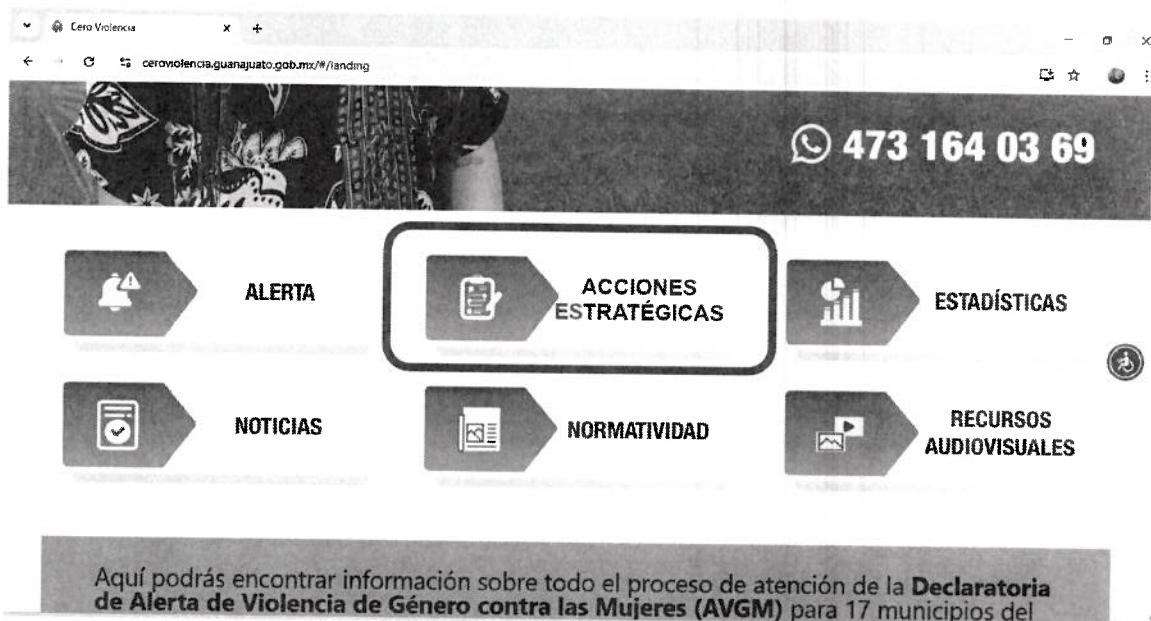 Cero Violencia
ceroviolencia.guanajuato.gob.mx/#/landing
473 164 03 69
ALERTA
ACCIONES
ESTRATÉGICAS
ESTADÍSTICAS
NOTICIAS
NORMATIVIDAD
RECURSOS
AUDIOVISUALES
Aquí podrás encontrar información sobre todo el proceso de atención de la Declaratoria
de Alerta de Violencia de Género contra las Mujeres (AVGM) para 17 municipios del